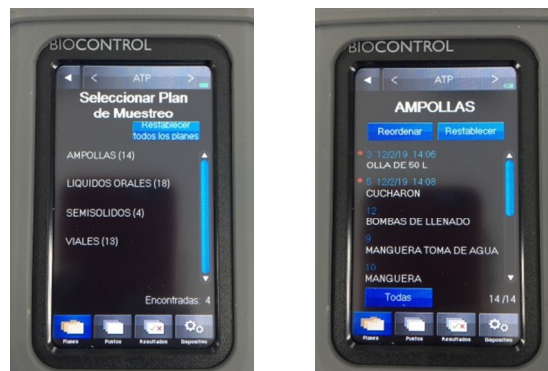 BIOCONTROL
ATP
Seleccionar Plan
de Muestreo
Restablecer
todos los planes
AMPOLLAS (14)
LIQUIDOS ORALES (18)
SEMISOLIDOS (4)
VIALES (13)
Encontradas: 4
Planes Puntos Resultados Dispositivo
BIOCONTROL
ATP
AMPOLLAS
Reordenar Restablecer
3 12/2/19 14:06
OLLA DE 50 L
5 12/2/19 14:08
CUCHARON
12
BOMBAS DE LLENADO
9
MANGUERA TOMA DE AGUA
10
MANGUERA
Todas 14 /14
Planes Puntos Resultados Dispositivo